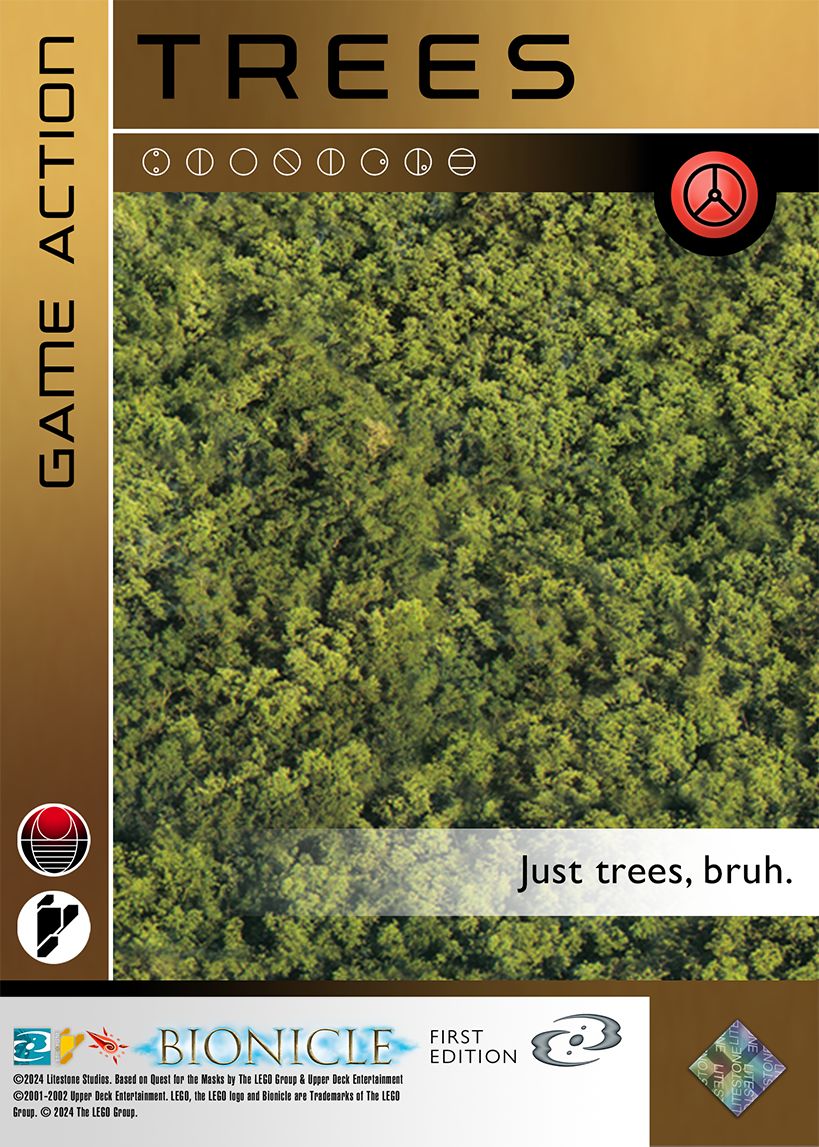 GAME ACTION
TREES
Just trees, bruh.
BIONICLE
FIRST
EDITION
©2024 Litestone Studios. Based on Quest for the Masks by The LEGO Group & Upper Deck Entertainment
©2001-2002 Upper Deck Entertainment. LEGO, the LEGO logo and Bionicle are Trademarks of The LEGO
Group. © 2024 The LEGO Group.